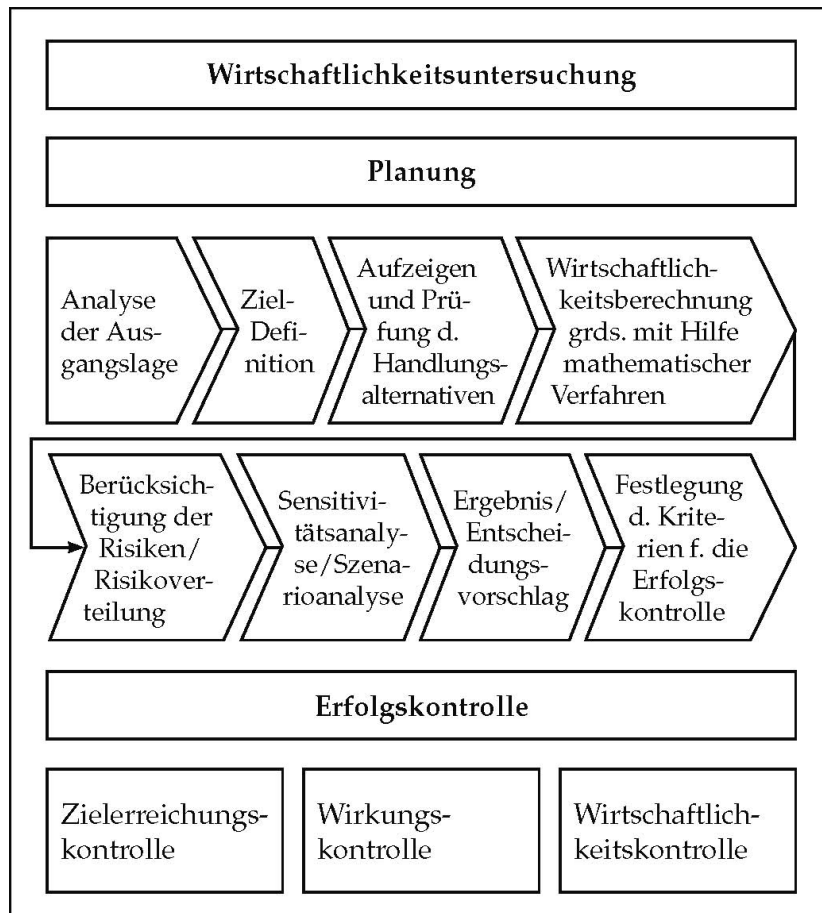 Wirtschaftlichkeitsuntersuchung
Planung
Analyse
der Aus-
gangslage
Ziel-
Defi-
nition
Aufzeigen
und Prü-
fung d.
Handlungs-
alternativen
Wirtschaftlich-
keitsberechnung
grds. mit Hilfe
mathematischer
Verfahren
Berücksich-
tigung der
Risiken/
Risikover-
teilung
Sensitivi-
tätsanaly-
se/Szena-
rioanalyse
Ergebnis/
Entschei-
dungs-
vorschlag
Festlegung
d. Krite-
rien f. die
Erfolgs-
kontrolle
Erfolgskontrolle
Zielerreichungs-
kontrolle
Wirkungs-
kontrolle
Wirtschaftlich-
keitskontrolle